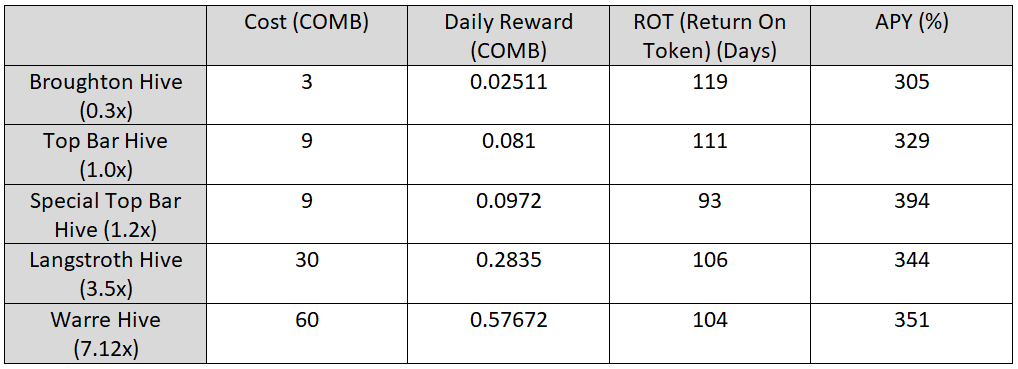 Cost (COMB) Daily Reward ROT (Return On APY (%)
(COMB) Token) (Days)
Broughton Hive 3 0.02511 119 305
(0.3x)
Top Bar Hive 9 0.081 111 329
(1.0x)
Special Top Bar 9 0.0972 93 394
Hive (1.2x)
Langstroth Hive 30 0.2835 106 344
(3.5x)
Warre Hive 60 0.57672 104 351
(7.12x)